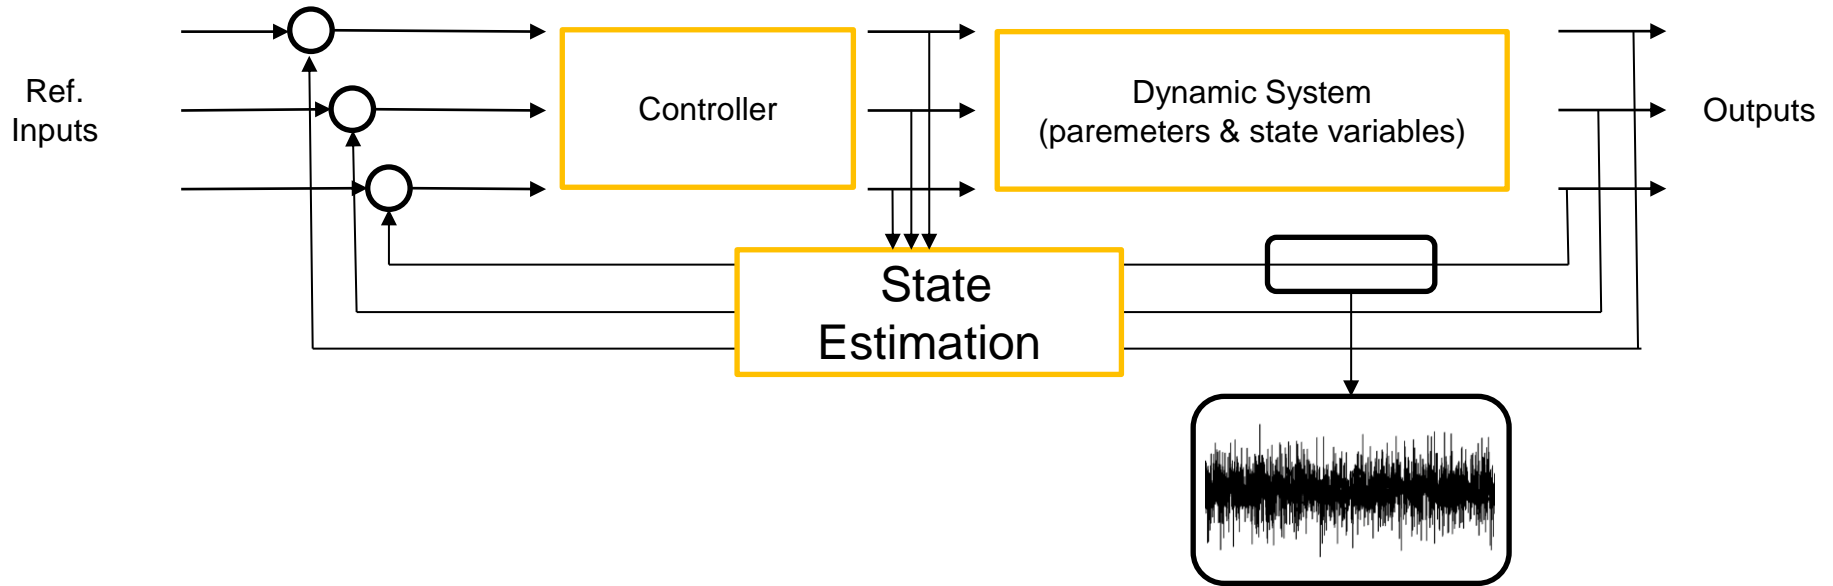 Ref.
Inputs
Controller
Dynamic System
(paremeters & state variables)
Outputs
State
Estimation